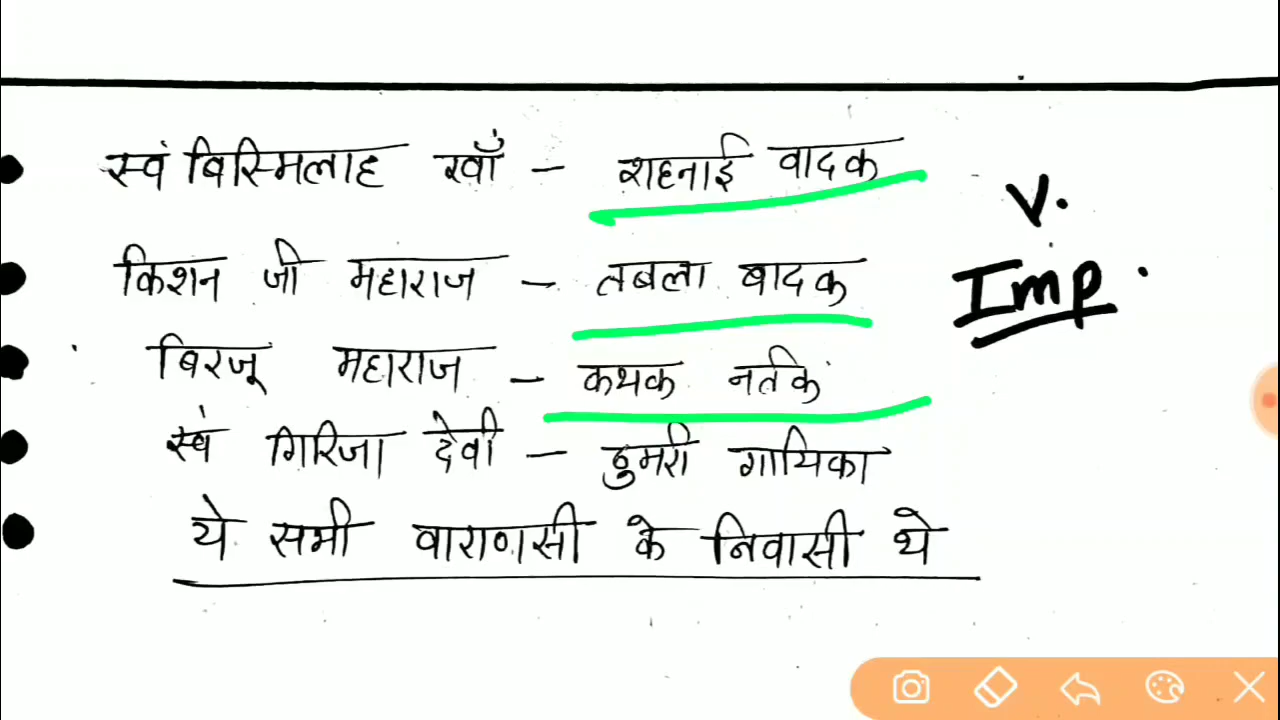 स्वं बिस्मिलाह खाँ - शहनाई वादक
किशन जी महाराज - तबला बादक
बिरजू महाराज - कथक नर्तक
स्वं गिरिजा देवी - ठुमरी गायिका
ये सभी वाराणसी के निवासी थे
V.
Imp.